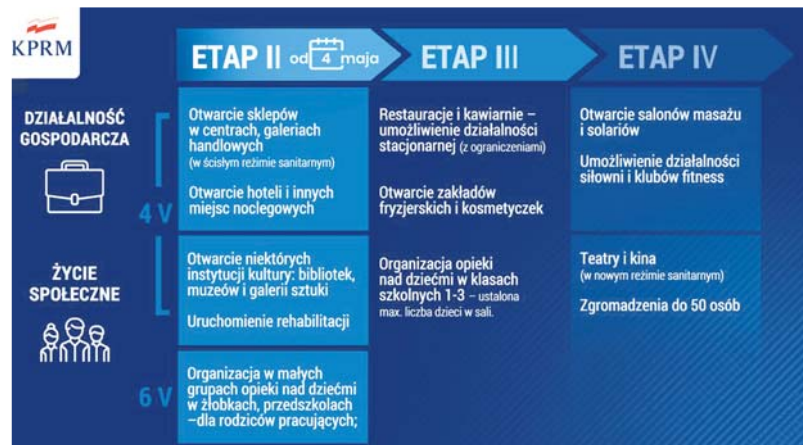 KPRM
ETAP II od 4 maja
ETAP III
ETAP IV
DZIAŁALNOŚĆ
GOSPODARCZA
4 V
Otwarcie sklepów
w centrach, galeriach
handlowych
(w ścisłym reżimie sanitarnym)
Otwarcie hoteli i innych
miejsc noclegowych
Restauracje i kawiarnie –
umożliwienie działalności
stacjonarnej (z ograniczeniami)
Otwarcie zakładów
fryzjerskich i kosmetyczek
Otwarcie salonów masażu
i solariów
Umożliwienie działalności
siłowni i klubów fitness
ŻYCIE
SPOŁECZNE
Otwarcie niektórych
instytucji kultury: bibliotek,
muzeów i galerii sztuki
Uruchomienie rehabilitacji
Organizacja opieki
nad dziećmi w klasach
szkolnych 1-3 – ustalona
max. liczba dzieci w sali.
Teatry i kina
(w nowym reżimie sanitarnym)
Zgromadzenia do 50 osób
6 V
Organizacja w małych
grupach opieki nad dziećmi
w żłobkach, przedszkolach
–dla rodziców pracujących;